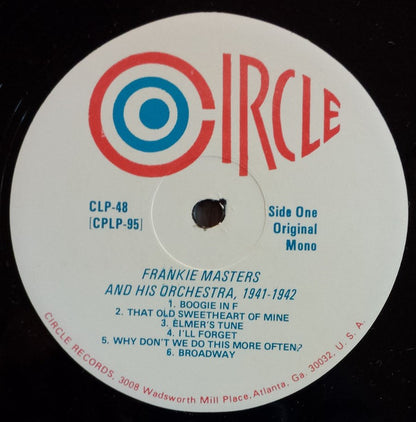 CIRCLE
CLP-48
[CPLP-95]
Side One
Original
Mono
FRANKIE MASTERS
AND HIS ORCHESTRA, 1941-1942
1. BOOGIE IN F
2. THAT OLD SWEETHEART OF MINE
3. ELMER'S TUNE
4. I'LL FORGET
5. WHY DON'T WE DO THIS MORE OFTEN?
6. BROADWAY
CIRCLE RECORDS, 3008 Wadsworth Mill Place, Atlanta, Ga. 30032, U. S. A.